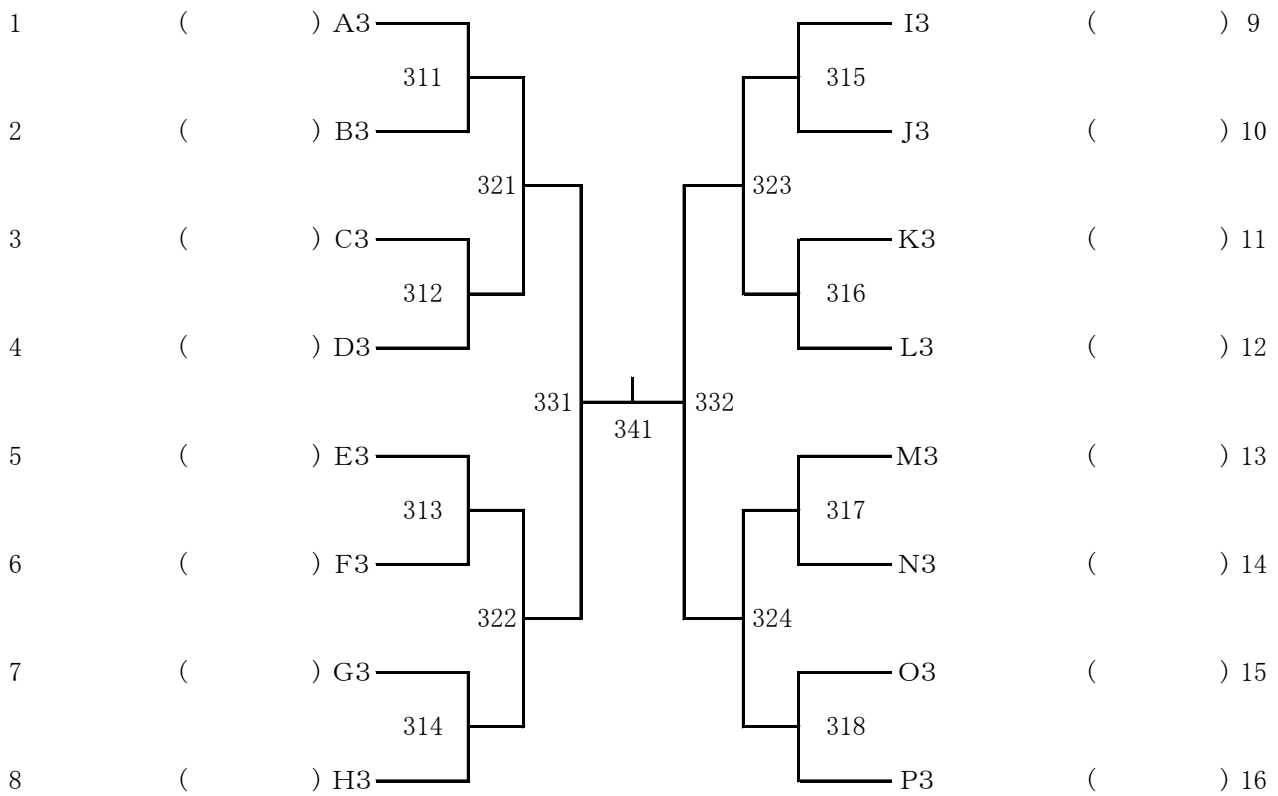 1 ( ) A3 I3 ( ) 9
311 315
2 ( ) B3 J3 ( ) 10
321 323
3 ( ) C3 K3 ( ) 11
312 316
4 ( ) D3 L3 ( ) 12
331 332
341
5 ( ) E3 M3 ( ) 13
313 317
6 ( ) F3 N3 ( ) 14
322 324
7 ( ) G3 O3 ( ) 15
314 318
8 ( ) H3 P3 ( ) 16